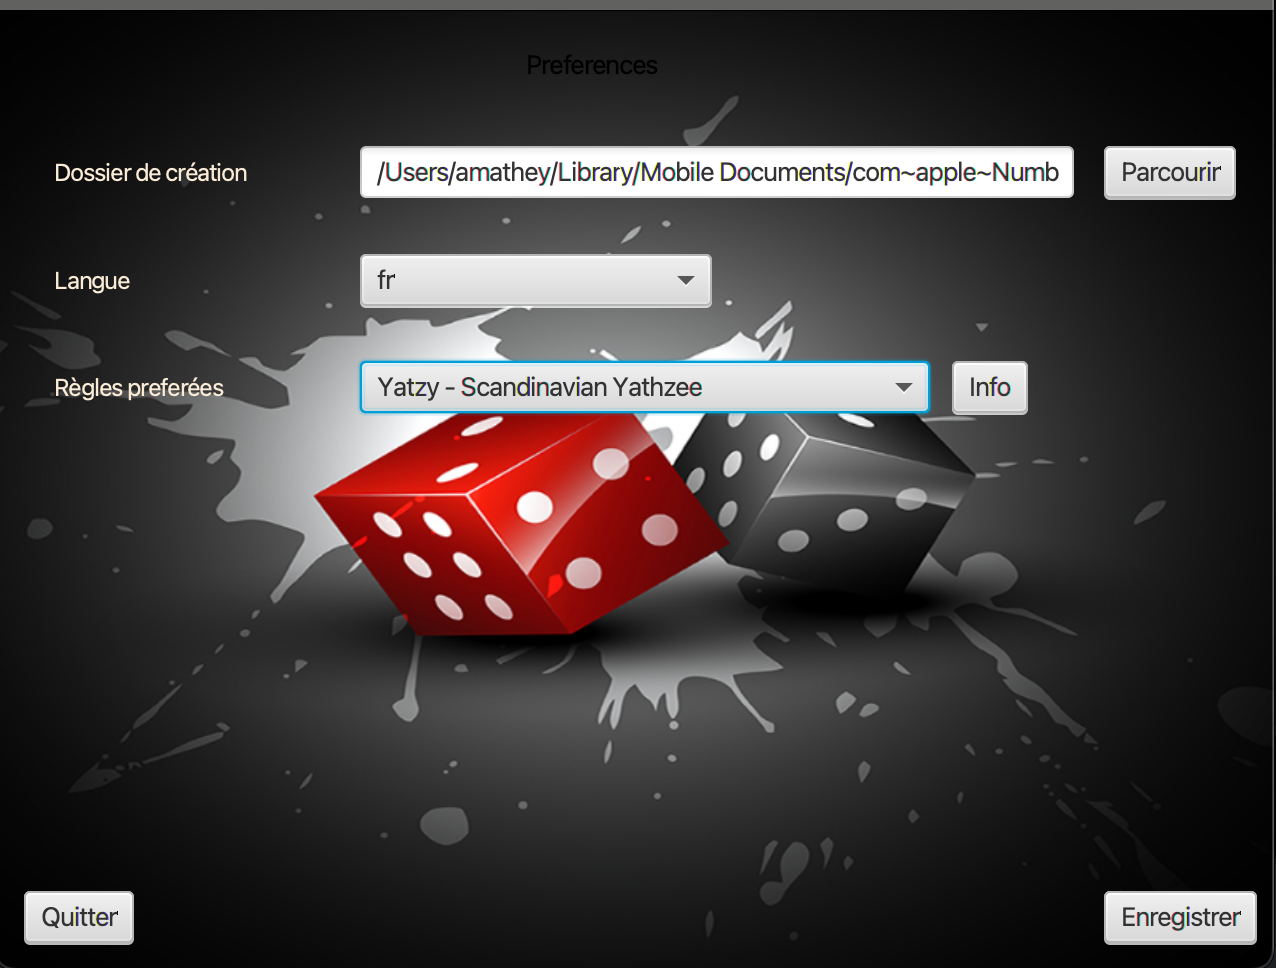 Preferences
Dossier de création /Users/amathey/Library/Mobile Documents/com~apple~Numb Parcourir
Langue fr
Règles preferées Yatzy - Scandinavian Yathzee Info
Quitter Enregistrer